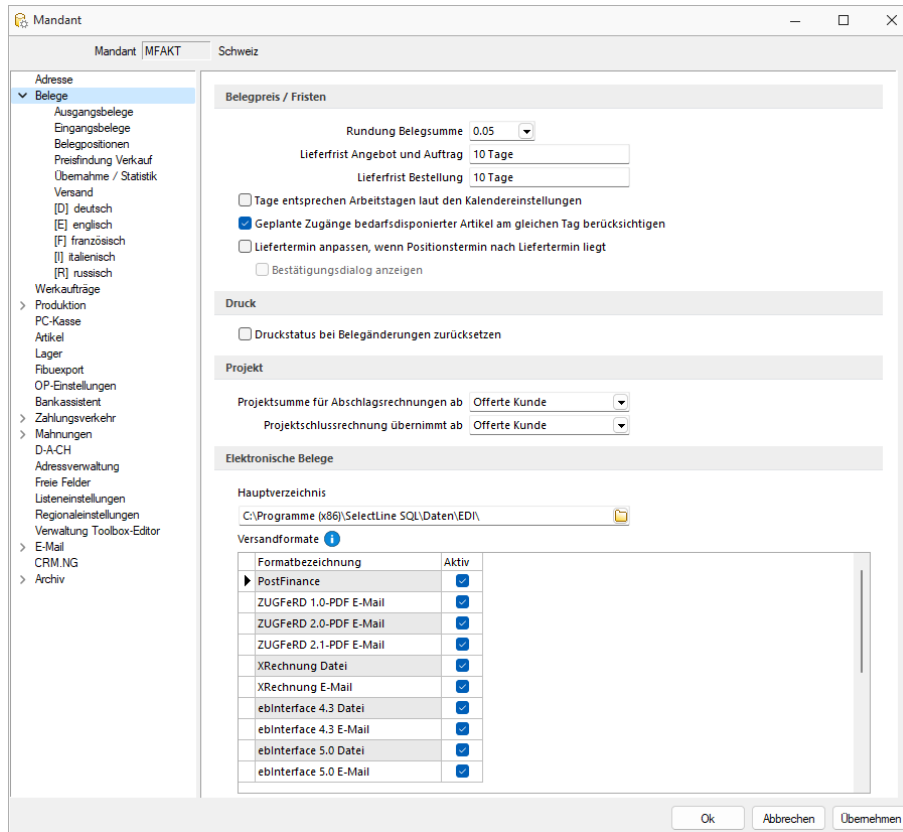 Mandant
Mandant MFAKT Schweiz
Adresse
Belege
Ausgangsbelege
Eingangsbelege
Belegpositionen
Preisfindung Verkauf
Übernahme / Statistik
Versand
[D] deutsch
[E] englisch
[F] französisch
[I] italienisch
[R] russisch
Werkaufträge
Produktion
PC-Kasse
Artikel
Lager
Fibuexport
OP-Einstellungen
Bankassistent
Zahlungsverkehr
Mahnungen
D-A-CH
Adressverwaltung
Freie Felder
Listeneinstellungen
Regionaleinstellungen
Verwaltung Toolbox-Editor
E-Mail
CRM.NG
Archiv
Belegpreis / Fristen
Rundung Belegsumme 0.05
Lieferfrist Angebot und Auftrag 10 Tage
Lieferfrist Bestellung 10 Tage
Tage entsprechen Arbeitstagen laut den Kalendereinstellungen
Geplante Zugänge bedarfsdisponierter Artikel am gleichen Tag berücksichtigen
Liefertermin anpassen, wenn Positionstermin nach Liefertermin liegt
Bestätigungsdialog anzeigen
Druck
Druckstatus bei Belegänderungen zurücksetzen
Projekt
Projektsumme für Abschlagsrechnungen ab Offerte Kunde
Projektschlussrechnung übernimmt ab Offerte Kunde
Elektronische Belege
Hauptverzeichnis
C:\Programme (x86)\SelectLine SQL\Daten\EDI\
Versandformate
Formatbezeichnung Aktiv
PostFinance
ZUGFeRD 1.0-PDF E-Mail
ZUGFeRD 2.0-PDF E-Mail
ZUGFeRD 2.1-PDF E-Mail
XRechnung Datei
XRechnung E-Mail
ebInterface 4.3 Datei
ebInterface 4.3 E-Mail
ebInterface 5.0 Datei
ebInterface 5.0 E-Mail
Ok Abbrechen Übernehmen